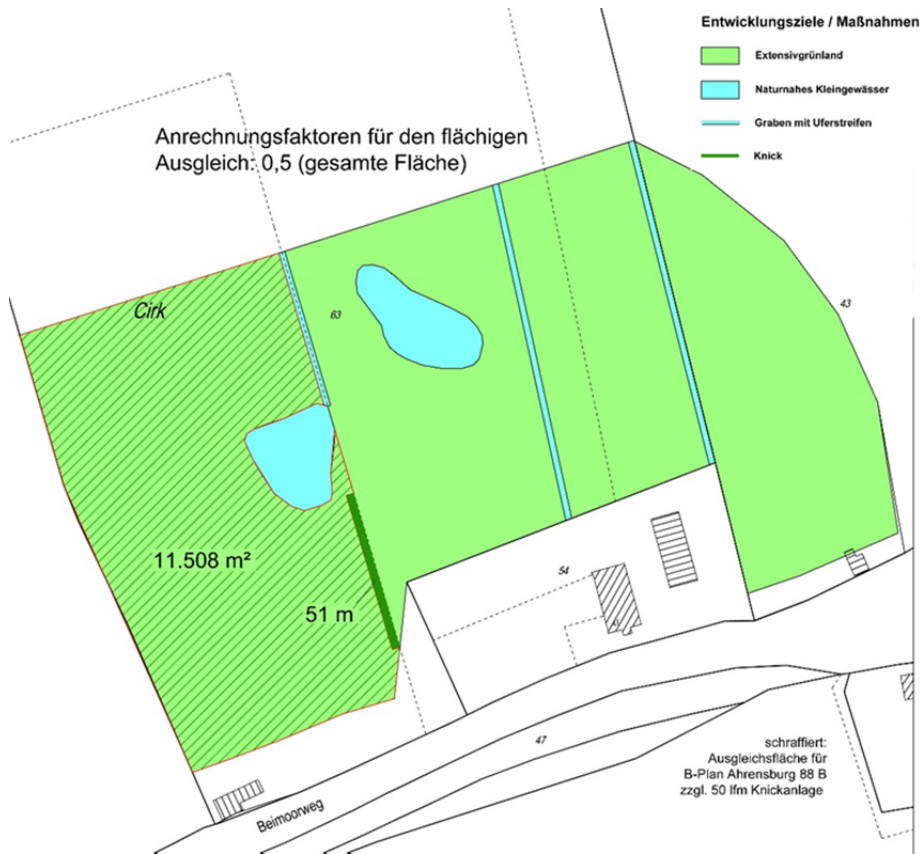 Entwicklungsziele / Maßnahmen
Extensivgrünland
Naturnahes Kleingewässer
Graben mit Uferstreifen
Knick
Anrechnungsfaktoren für den flächigen
Ausgleich: 0,5 (gesamte Fläche)
Cirk
63
43
11.508 m²
51 m
54
47
Beimoorweg
schraffiert:
Ausgleichsfläche für
B-Plan Ahrensburg 88 B
zzgl. 50 lfm Knickanlage